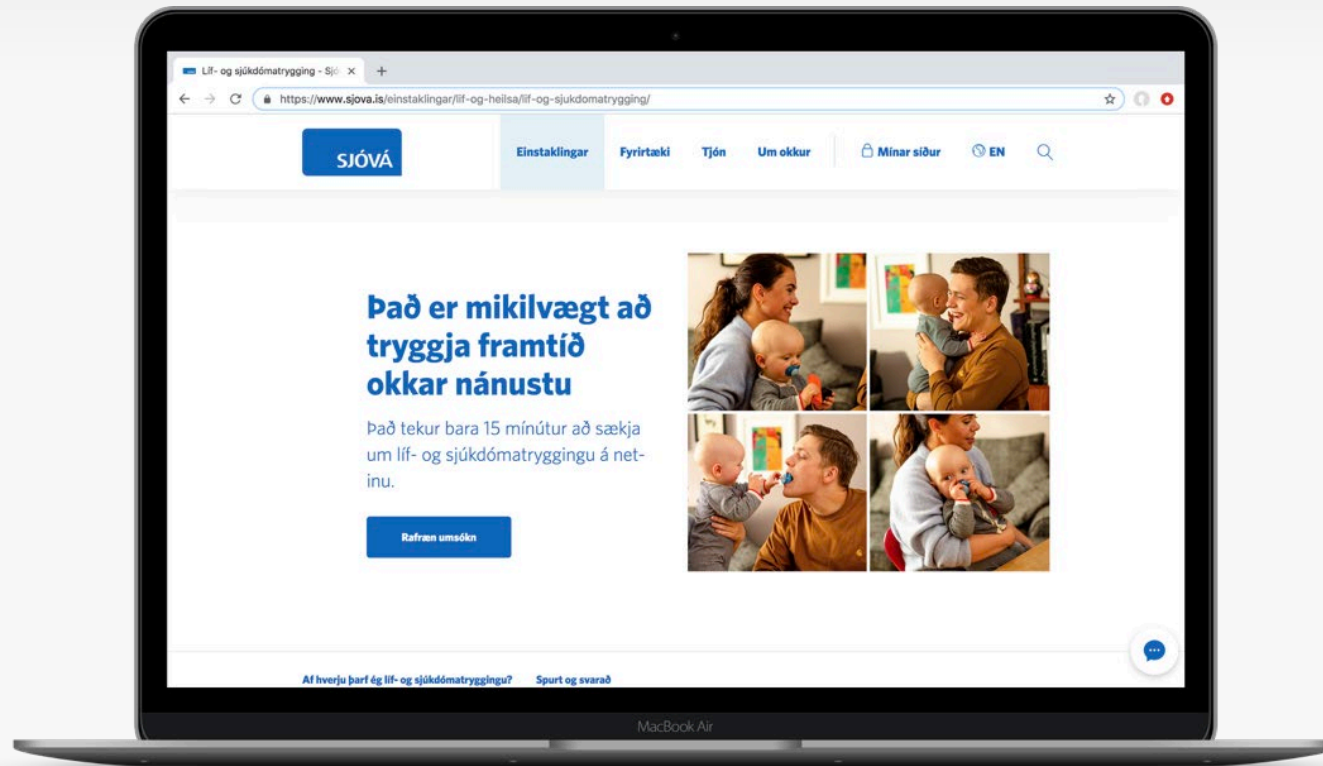 Líf- og sjúkdómatrygging - Sjó
https://www.sjova.is/einstaklingar/lif-og-heilsa/lif-og-sjukdomatrygging/
SJÓVÁ
Einstaklingar Fyrirtæki Tjón Um okkur Mínar síður EN
Það er mikilvægt að
tryggja framtíð
okkar nánustu
Það tekur bara 15 mínútur að sækja
um líf- og sjúkdómatryggingu á net-
inu.
Rafræn umsókn
Af hverju þarf ég líf- og sjúkdómatryggingu? Spurt og svarað
MacBook Air